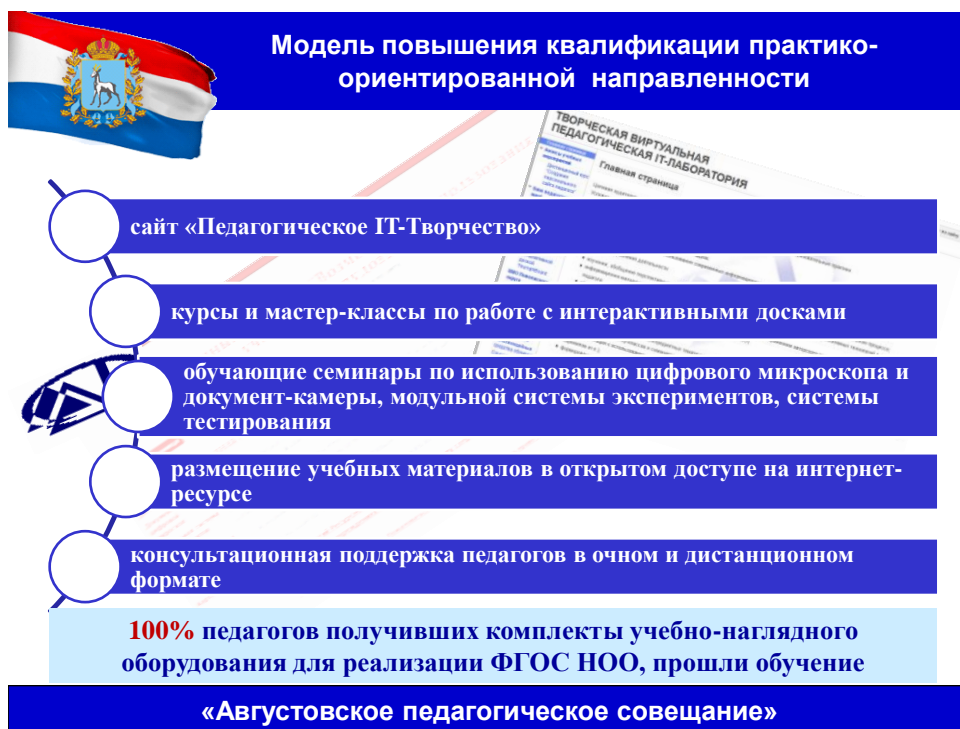 Модель повышения квалификации практико-
ориентированной направленности
ТВОРЧЕСКАЯ ВИРТУАЛЬНАЯ
ПЕДАГОГИЧЕСКАЯ IT-ЛАБОРАТОРИЯ
Главная страница
сайт «Педагогическое IT-Творчество»
курсы и мастер-классы по работе с интерактивными досками
обучающие семинары по использованию цифрового микроскопа и
документ-камеры, модульной системы экспериментов, системы
тестирования
размещение учебных материалов в открытом доступе на интернет-
ресурсе
консультационная поддержка педагогов в очном и дистанционном
формате
100% педагогов получивших комплекты учебно-наглядного
оборудования для реализации ФГОС НОО, прошли обучение
«Августовское педагогическое совещание»